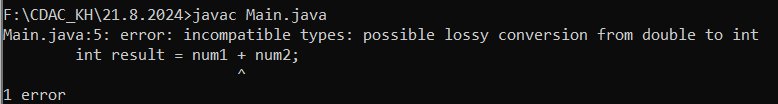 F:\CDAC_KH\21.8.2024>javac Main.java
Main.java:5: error: incompatible types: possible lossy conversion from double to int
        int result = num1 + num2;
                          ^
1 error